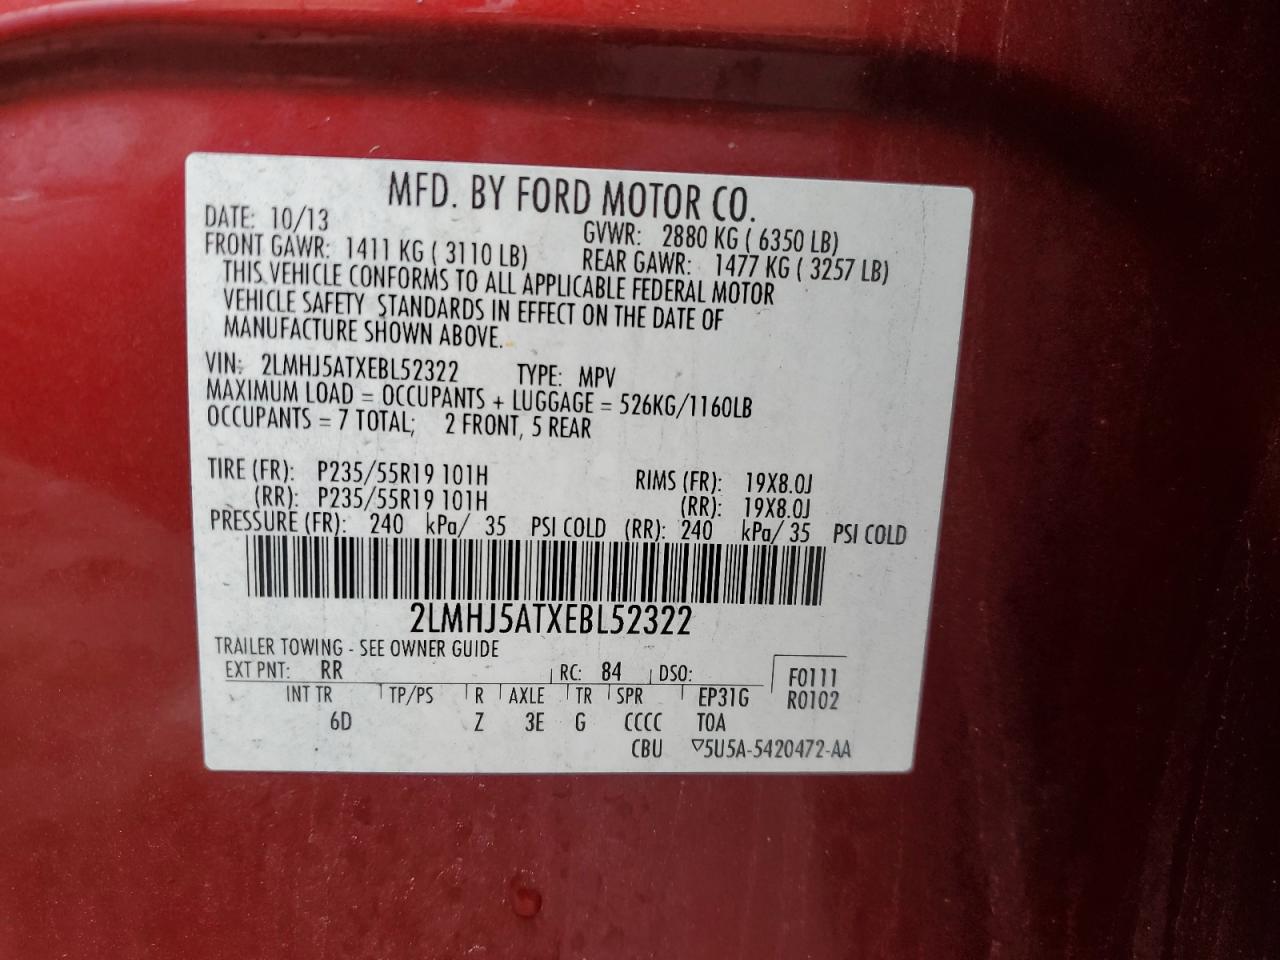 MFD. BY FORD MOTOR CO.
DATE: 10/13 GVWR: 2880 KG ( 6350 LB)
FRONT GAWR: 1411 KG ( 3110 LB) REAR GAWR: 1477 KG ( 3257 LB)
THIS VEHICLE CONFORMS TO ALL APPLICABLE FEDERAL MOTOR
VEHICLE SAFETY STANDARDS IN EFFECT ON THE DATE OF
MANUFACTURE SHOWN ABOVE.
VIN: 2LMHJ5ATXEBL52322 TYPE: MPV
MAXIMUM LOAD = OCCUPANTS + LUGGAGE = 526KG/1160LB
OCCUPANTS = 7 TOTAL; 2 FRONT, 5 REAR
TIRE (FR): P235/55R19 101H RIMS (FR): 19X8.0J
(RR): P235/55R19 101H (RR): 19X8.0J
PRESSURE (FR): 240 kPa/ 35 PSI COLD (RR): 240 kPa/ 35 PSI COLD
2LMHJ5ATXEBL52322
TRAILER TOWING - SEE OWNER GUIDE
EXT PNT: RR RC: 84 DSO: F0111
INT TR TP/PS R AXLE TR SPR EP31G R0102
6D Z 3E G CCCC TOA
CBU ▽5U5A-5420472-AA